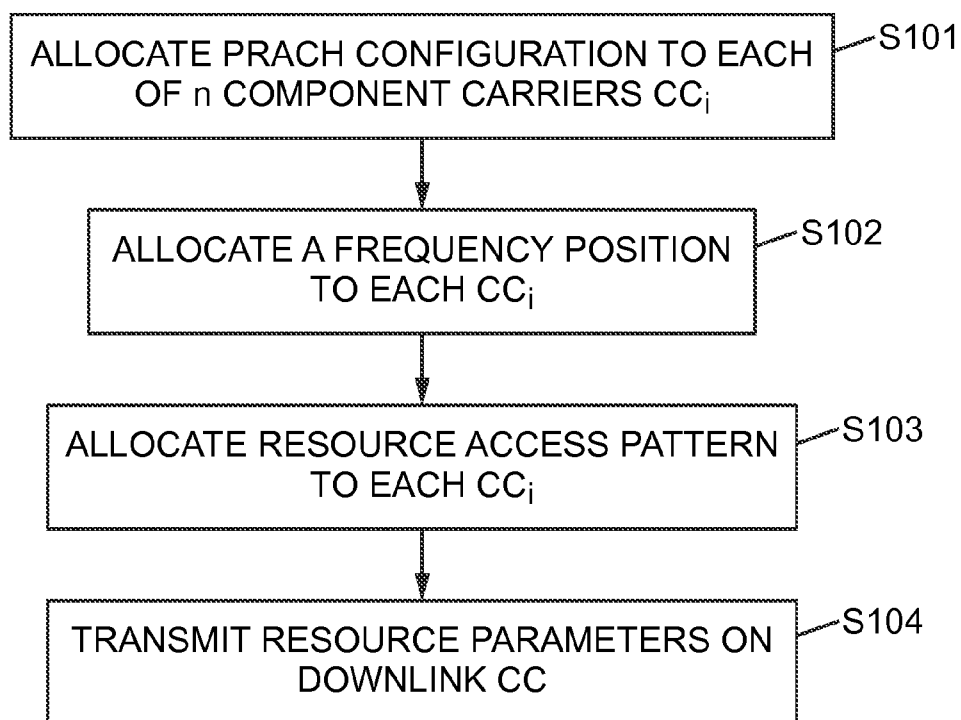 ALLOCATE PRACH CONFIGURATION TO EACH
OF n COMPONENT CARRIERS CCi
S101
ALLOCATE A FREQUENCY POSITION
TO EACH CCi
S102
ALLOCATE RESOURCE ACCESS PATTERN
TO EACH CCi
S103
TRANSMIT RESOURCE PARAMETERS ON
DOWNLINK CC
S104